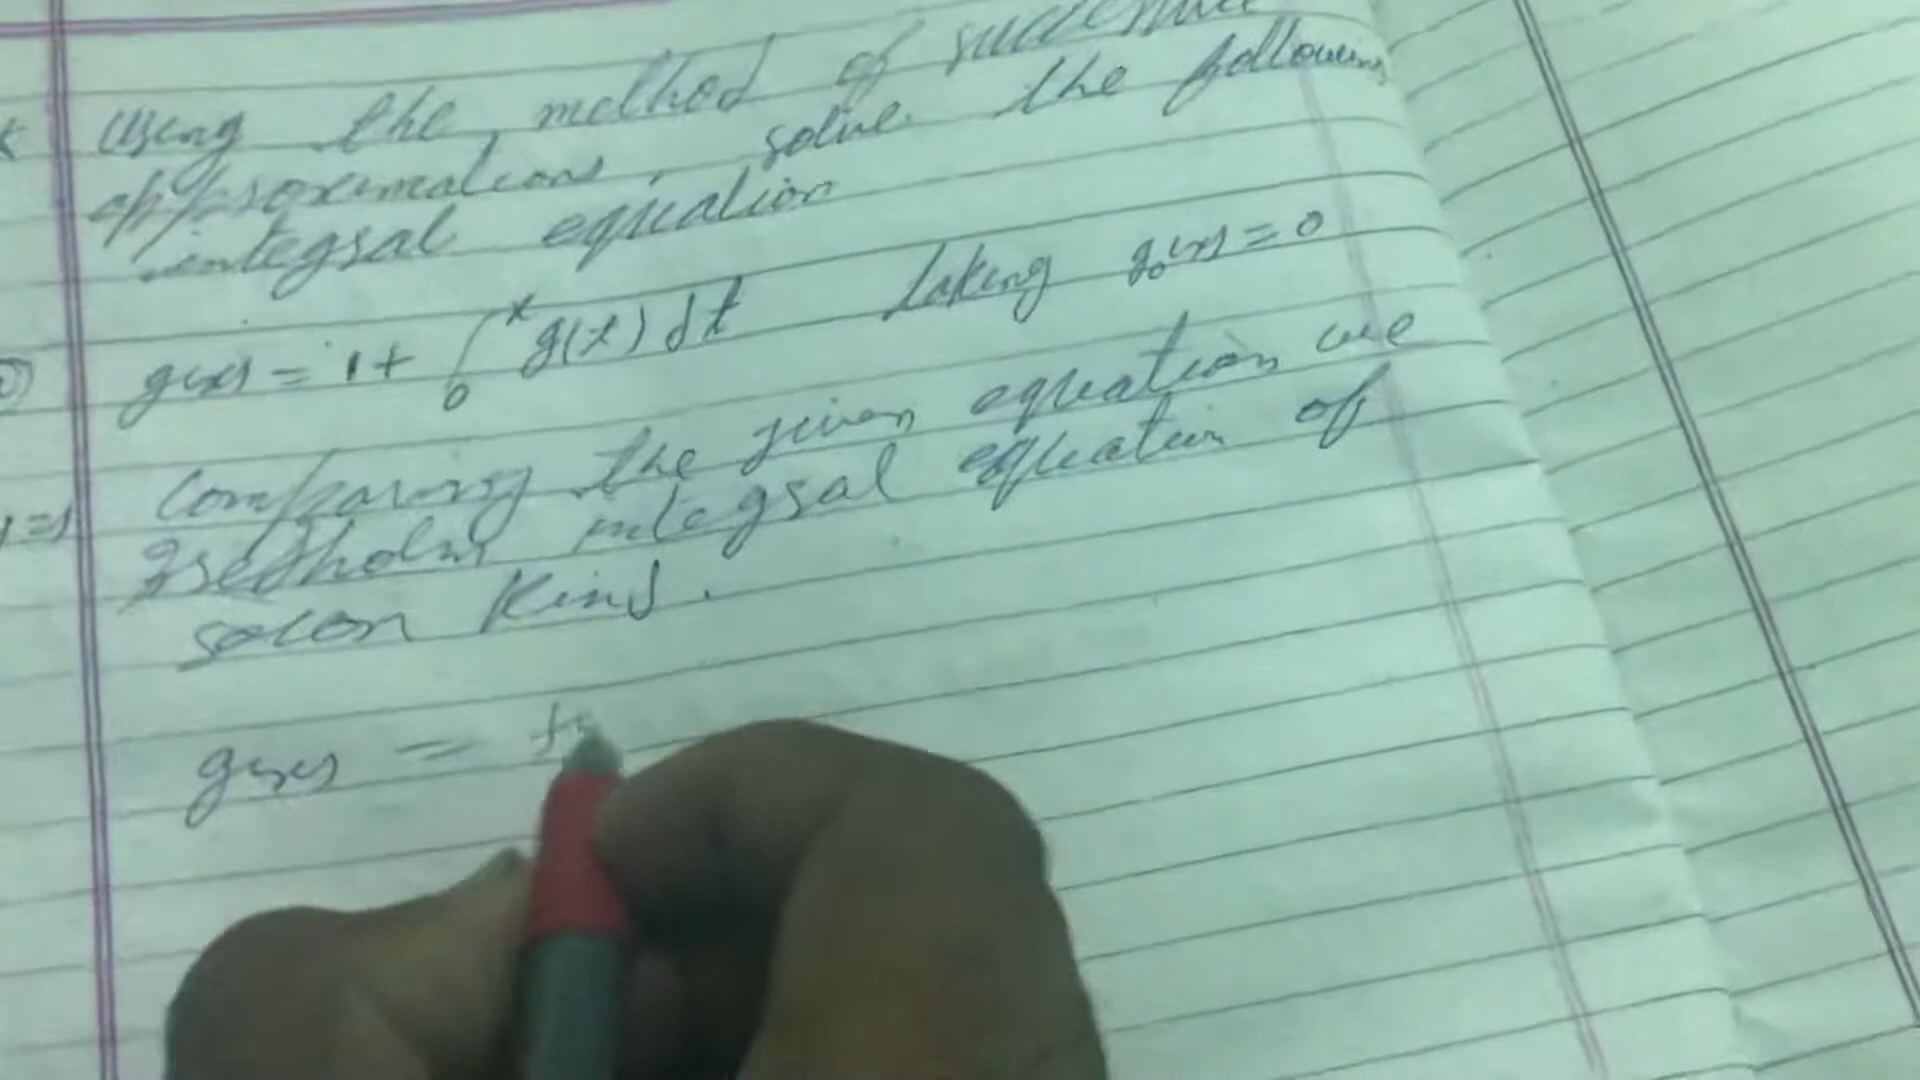 Using the method of successive
approximations, solve the following
integral equation
g(x) = 1 + ∫₀ˣ g(t) dt taking g₀(x) = 0
Comparing the given equation we
Fredholm integral equation of
secon kind.
g(x) =